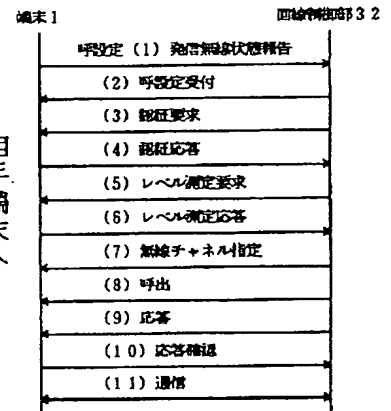 端末1
回線制御部32
呼設定 (1) 発信無線状態報告
(2) 呼設定受付
(3) 認証要求
(4) 認証応答
(5) レベル測定要求
(6) レベル測定応答
(7) 無線チャネル指定
(8) 呼出
(9) 応答
(10) 応答確認
(11) 通信